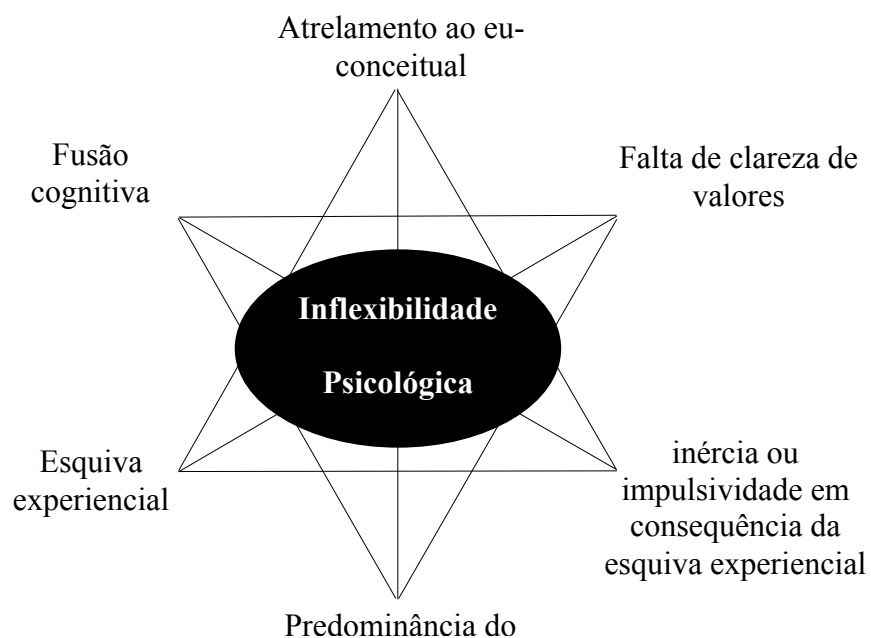 Atrelamento ao eu-
conceitual
Fusão
cognitiva
Falta de clareza de
valores
Inflexibilidade
Psicológica
Esquiva
experiencial
inércia ou
impulsividade em
consequência da
esquiva experiencial
Predominância do